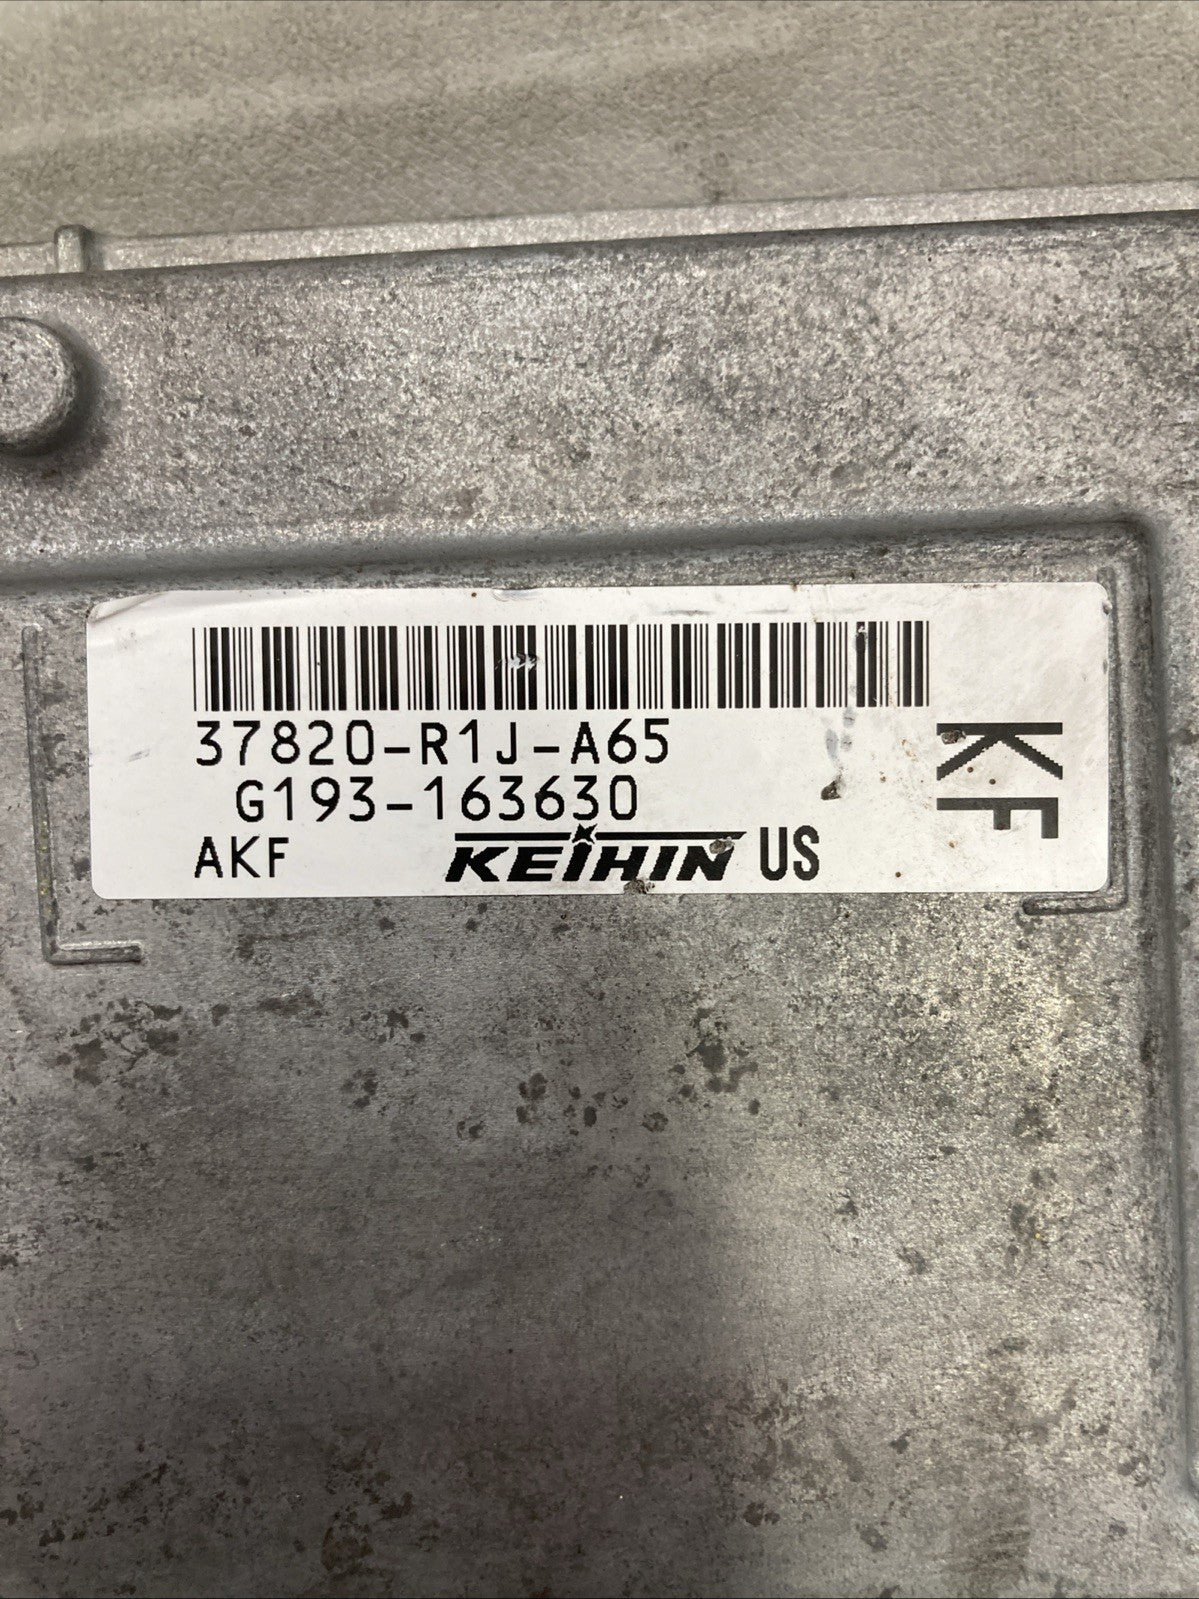 37820-R1J-A65
G193-163630
AKF KEIHIN US
KF